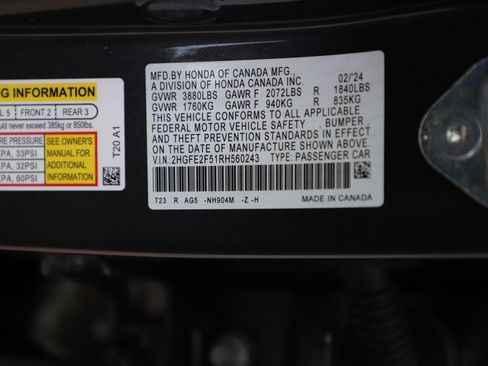 G INFORMATION
L 5 FRONT 2 REAR 3
uld never exceed 385kg or 850lbs.
RE PRESSURE SEE OWNER'S
KPA, 33PSI MANUAL FOR
KPA, 32PSI ADDITIONAL
KPA, 60PSI INFORMATION
T20 A1
MFD.BY HONDA OF CANADA MFG., 02/'24
A DIVISION OF HONDA CANADA INC.
GVWR 3880LBS GAWR F 2072LBS R 1840LBS
GVWR 1760KG GAWR F 940KG R 835KG
THIS VEHICLE CONFORMS TO ALL APPLICABLE
FEDERAL MOTOR VEHICLE SAFETY, BUMPER,
AND THEFT PREVENTION STANDARDS IN EFFECT
ON THE DATE OF MANUFACTURE SHOWN ABOVE.
V.I.N: 2HGFE2F51RH560243 TYPE: PASSENGER CAR
T23 R AG5 -NH904M -Z -H MADE IN CANADA